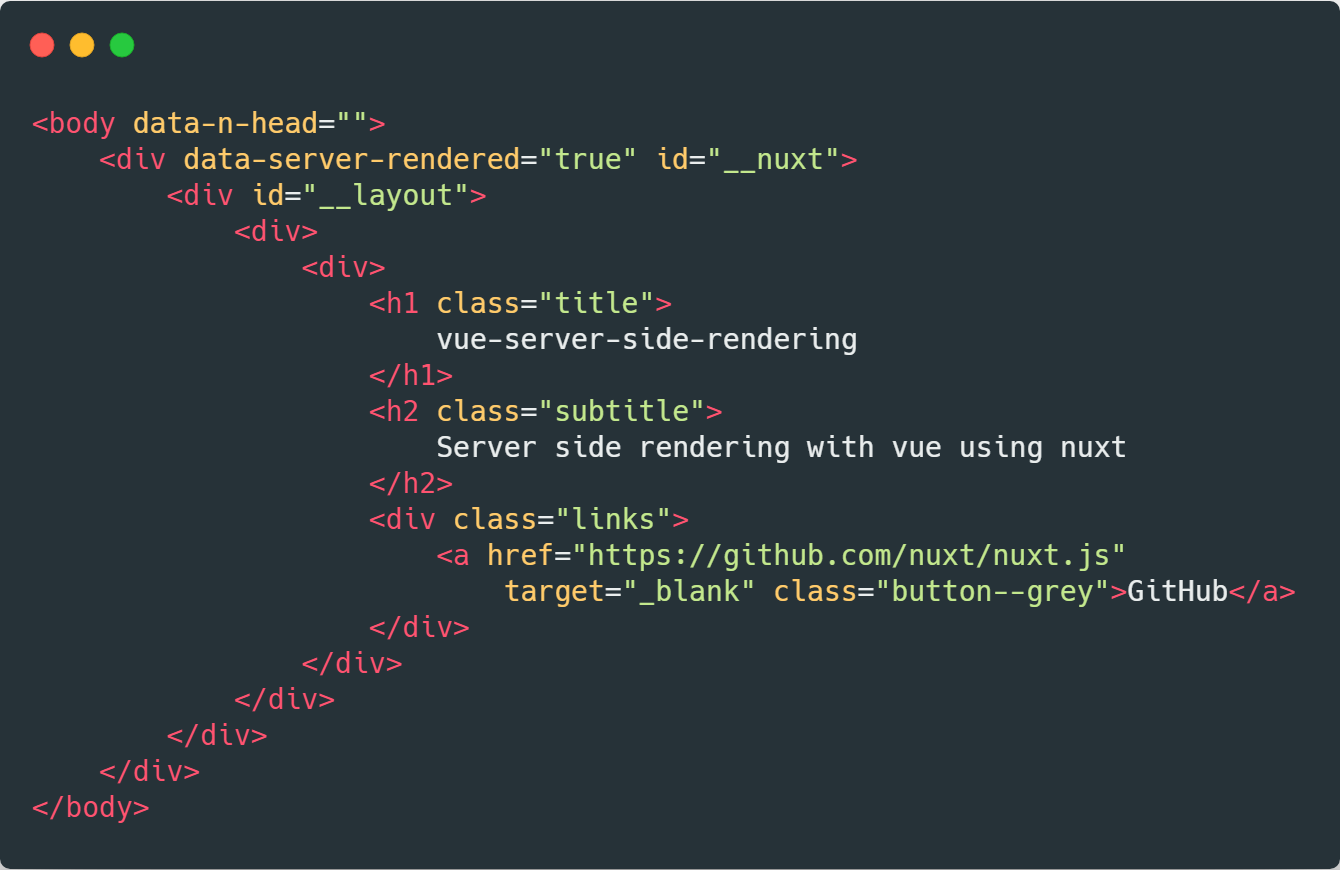 <body data-n-head="">
    <div data-server-rendered="true" id="__nuxt">
        <div id="__layout">
            <div>
                <div>
                    <h1 class="title">
                        vue-server-side-rendering
                    </h1>
                    <h2 class="subtitle">
                        Server side rendering with vue using nuxt
                    </h2>
                    <div class="links">
                        <a href="https://github.com/nuxt/nuxt.js"
                            target="_blank" class="button--grey">GitHub</a>
                    </div>
                </div>
            </div>
        </div>
    </div>
</body>